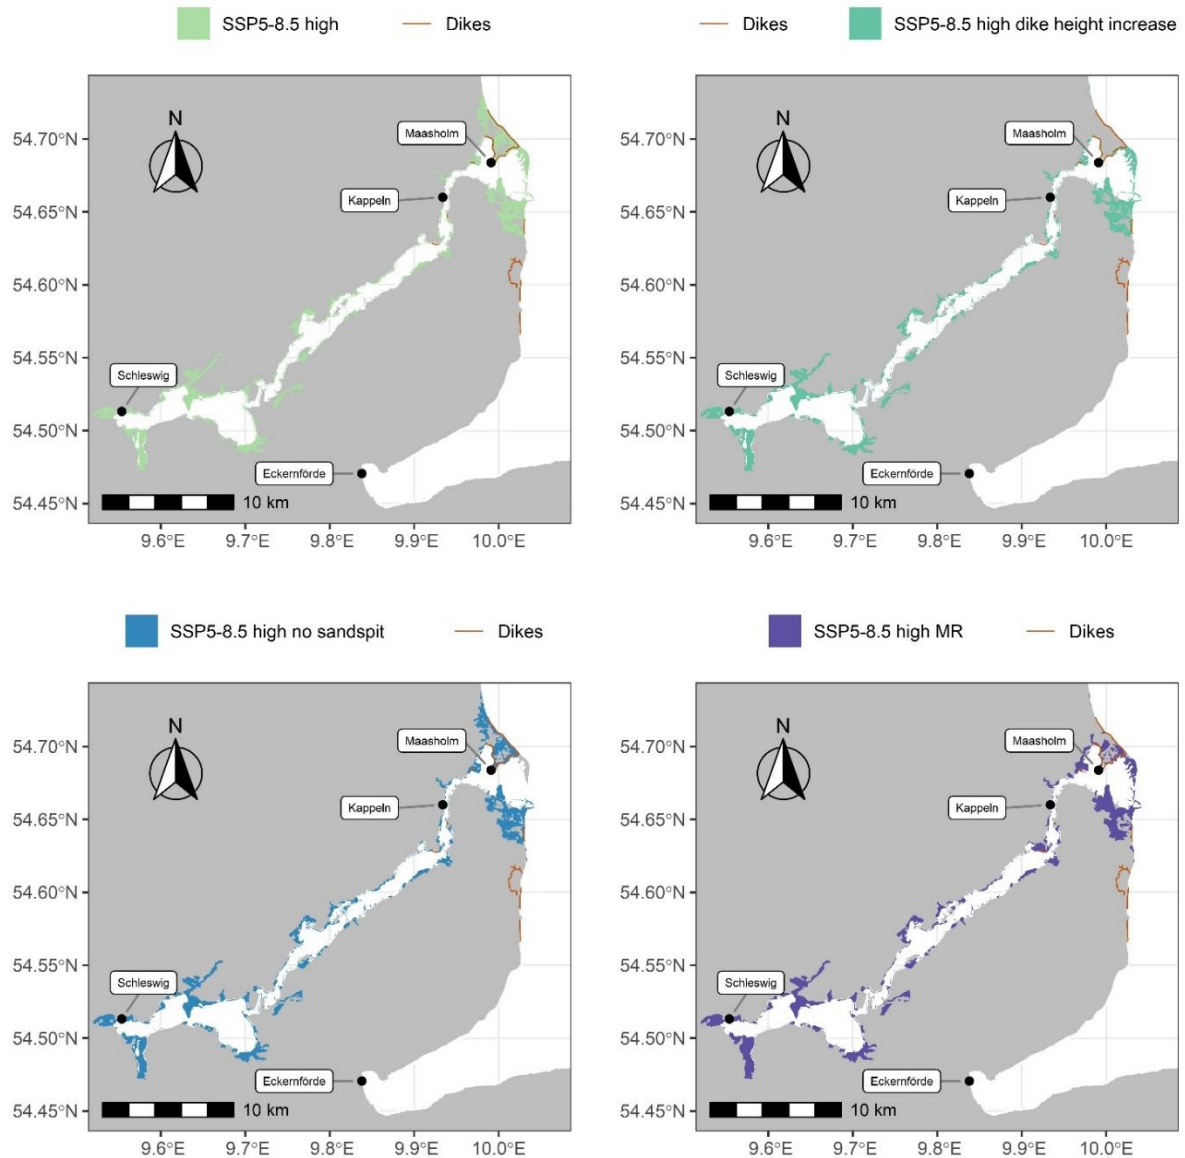 SSP5-8.5 high
Dikes
Dikes
SSP5-8.5 high dike height increase
N
Maasholm
Kappeln
Schleswig
Eckernförde
10 km
54.70°N
54.65°N
54.60°N
54.55°N
54.50°N
54.45°N
9.6°E 9.7°E 9.8°E 9.9°E 10.0°E
N
Maasholm
Kappeln
Schleswig
Eckernförde
10 km
54.70°N
54.65°N
54.60°N
54.55°N
54.50°N
54.45°N
9.6°E 9.7°E 9.8°E 9.9°E 10.0°E
SSP5-8.5 high no sandspit
Dikes
SSP5-8.5 high MR
Dikes
N
Maasholm
Kappeln
Schleswig
Eckernförde
10 km
54.70°N
54.65°N
54.60°N
54.55°N
54.50°N
54.45°N
9.6°E 9.7°E 9.8°E 9.9°E 10.0°E
N
Maasholm
Kappeln
Schleswig
Eckernförde
10 km
54.70°N
54.65°N
54.60°N
54.55°N
54.50°N
54.45°N
9.6°E 9.7°E 9.8°E 9.9°E 10.0°E